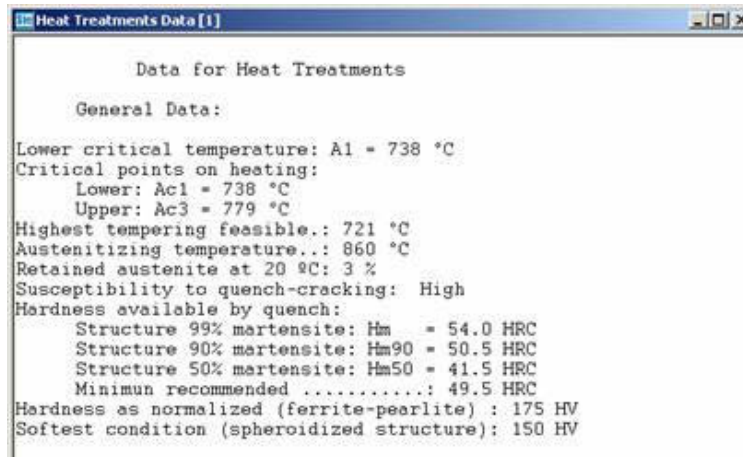 Heat Treatments Data [1]
Data for Heat Treatments
General Data:
Lower critical temperature: A1 = 738 °C
Critical points on heating:
Lower: Ac1 = 738 °C
Upper: Ac3 = 779 °C
Highest tempering feasible.: 721 °C
Austenitizing temperature..: 860 °C
Retained austenite at 20 ºC: 3 %
Susceptibility to quench-cracking: High
Hardness available by quench:
Structure 99% martensite: Hm = 54.0 HRC
Structure 90% martensite: Hm90 = 50.5 HRC
Structure 50% martensite: Hm50 = 41.5 HRC
Minimun recommended ...........: 49.5 HRC
Hardness as normalized (ferrite-pearlite) : 175 HV
Softest condition (spheroidized structure): 150 HV